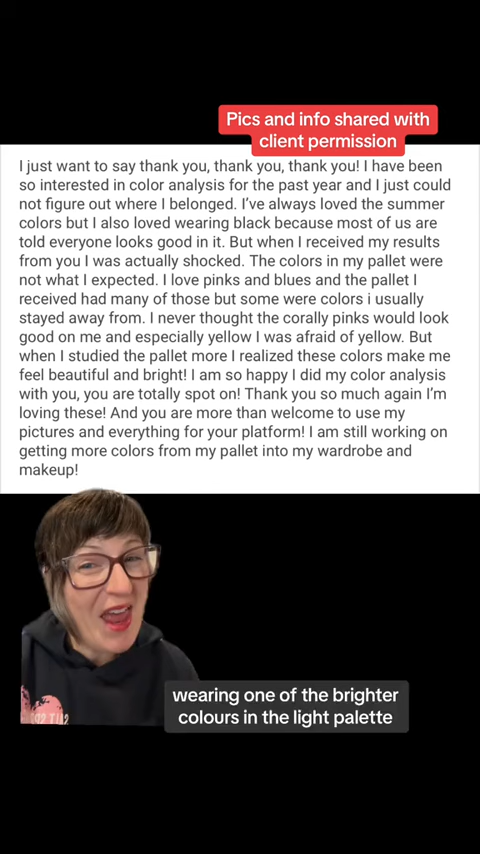 Pics and info shared with
client permission
I just want to say thank you, thank you, thank you! I have been
so interested in color analysis for the past year and I just could
not figure out where I belonged. I've always loved the summer
colors but I also loved wearing black because most of us are
told everyone looks good in it. But when I received my results
from you I was actually shocked. The colors in my pallet were
not what I expected. I love pinks and blues and the pallet I
received had many of those but some were colors i usually
stayed away from. I never thought the corally pinks would look
good on me and especially yellow I was afraid of yellow. But
when I studied the pallet more I realized these colors make me
feel beautiful and bright! I am so happy I did my color analysis
with you, you are totally spot on! Thank you so much again I'm
loving these! And you are more than welcome to use my
pictures and everything for your platform! I am still working on
getting more colors from my pallet into my wardrobe and
makeup!
wearing one of the brighter
colours in the light palette